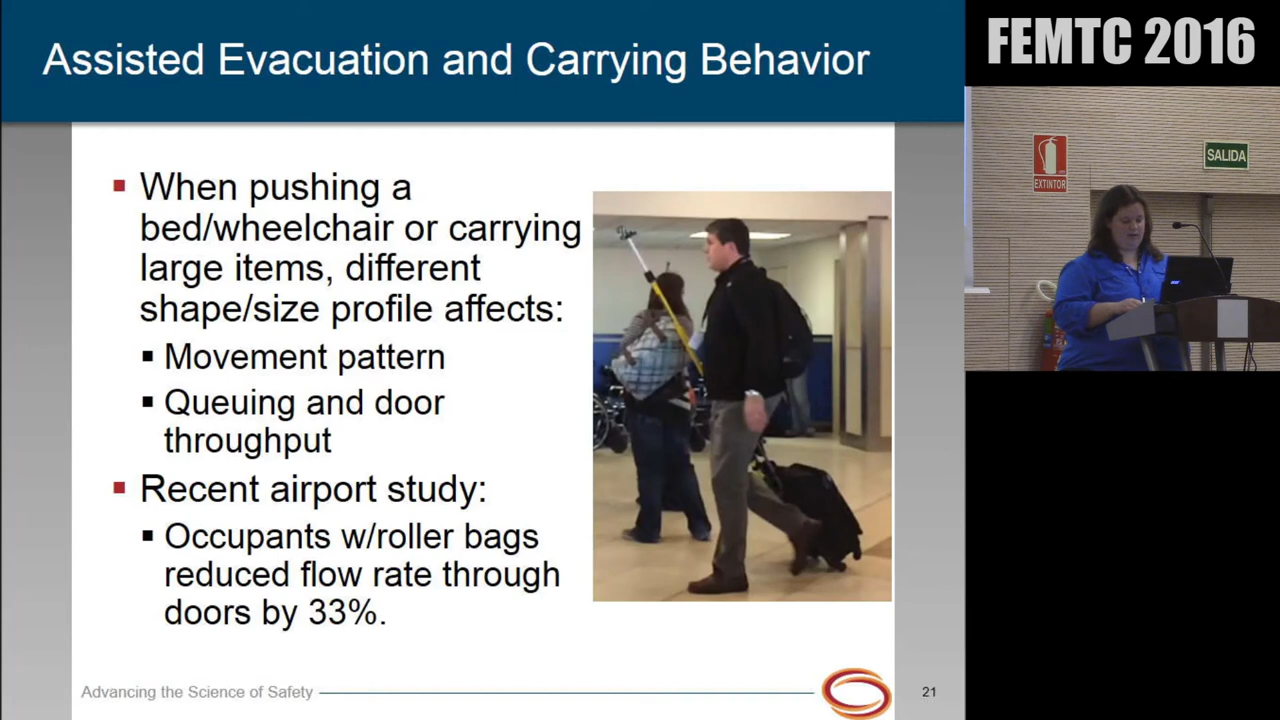 Assisted Evacuation and Carrying Behavior
FEMTC 2016
▪ When pushing a
bed/wheelchair or carrying
large items, different
shape/size profile affects:
▪ Movement pattern
▪ Queuing and door
throughput
▪ Recent airport study:
▪ Occupants w/roller bags
reduced flow rate through
doors by 33%.
Advancing the Science of Safety
21
EXTINTOR
SALIDA